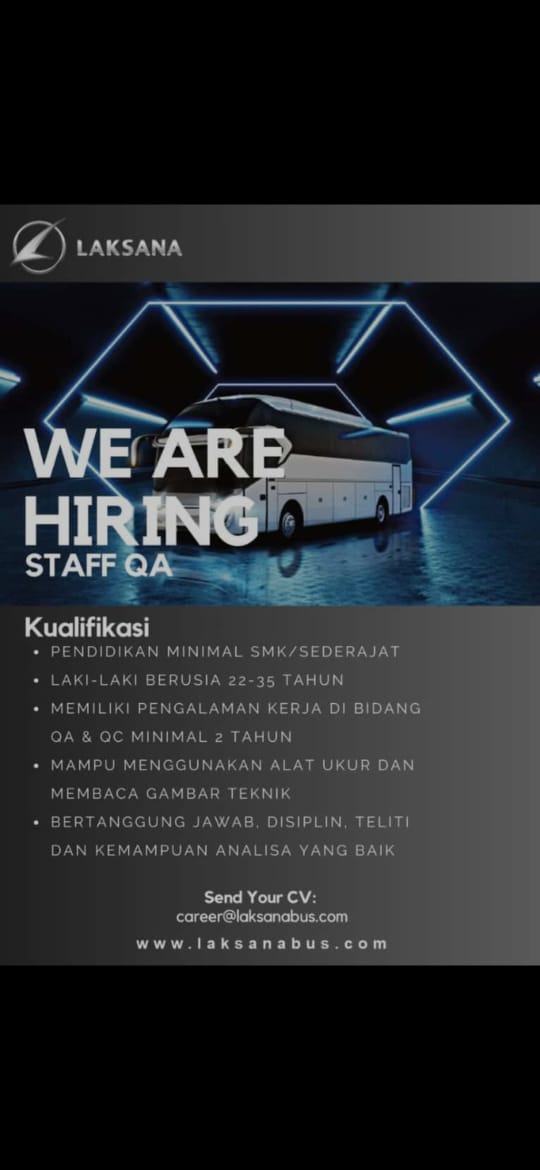 LAKSANA
WE ARE
HIRING
STAFF QA
Kualifikasi
• PENDIDIKAN MINIMAL SMK/SEDERAJAT
• LAKI-LAKI BERUSIA 22-35 TAHUN
• MEMILIKI PENGALAMAN KERJA DI BIDANG
QA & QC MINIMAL 2 TAHUN
• MAMPU MENGGUNAKAN ALAT UKUR DAN
MEMBACA GAMBAR TEKNIK
• BERTANGGUNG JAWAB, DISIPLIN, TELITI
DAN KEMAMPUAN ANALISA YANG BAIK
Send Your CV:
career@laksanabus.com
www.laksanabus.com